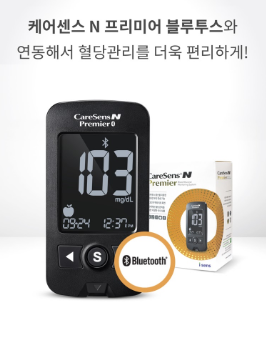 케어센스 N 프리미어 블루투스와
연동해서 혈당관리를 더욱 편리하게!
CareSens N
Premier
103
mg/dL
09:24 12:37 PM
S
Bluetooth®
CareSens N
Premier
i-sens